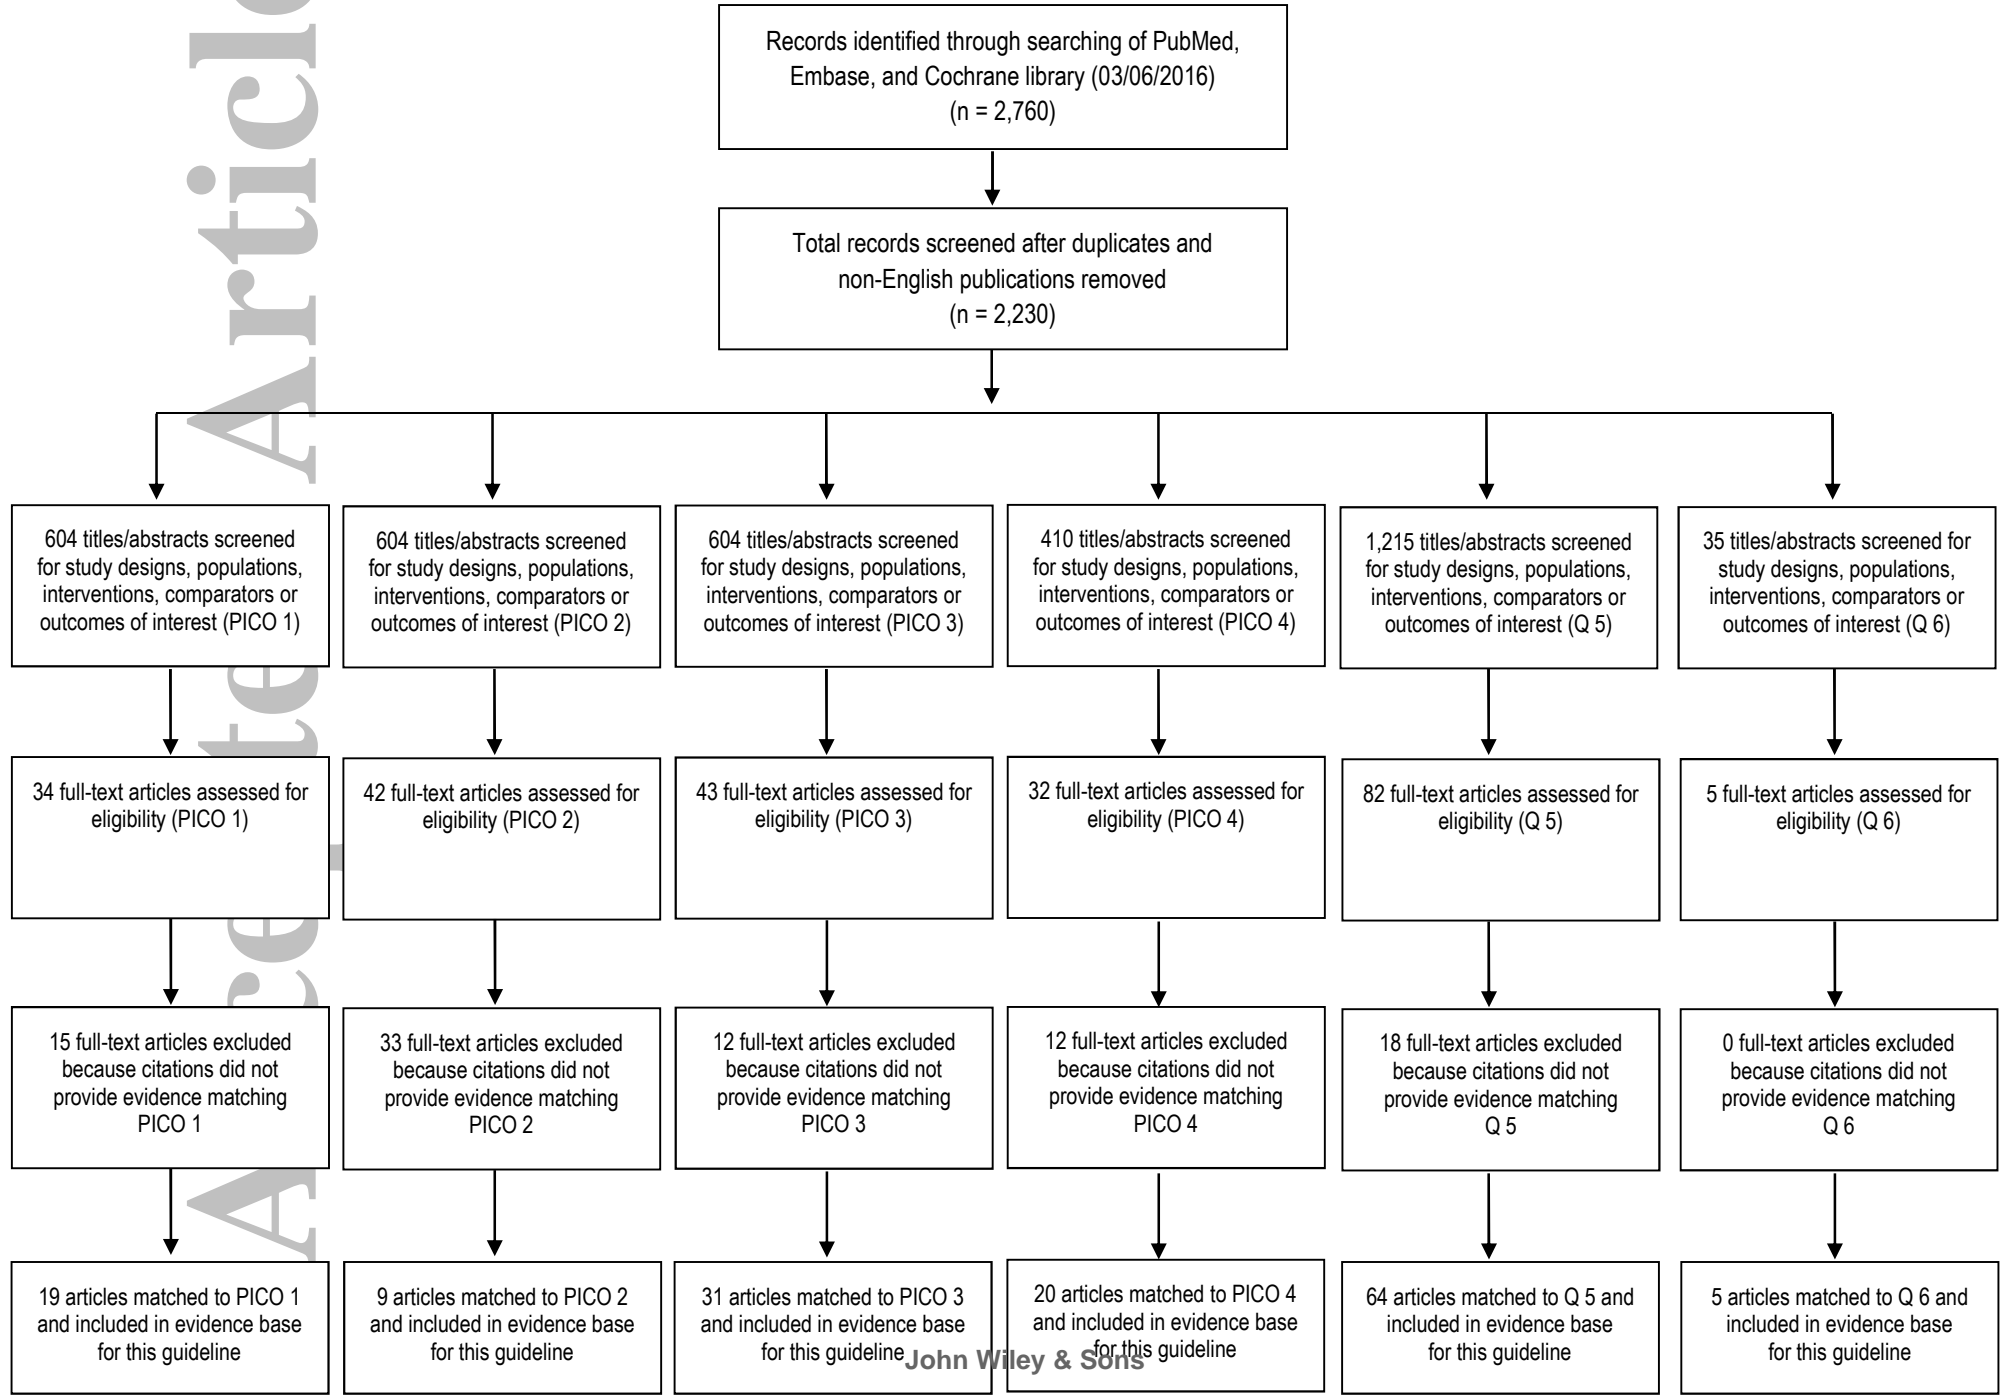 Records identified through searching of PubMed,
Embase, and Cochrane library (03/06/2016)
(n = 2,760)
Total records screened after duplicates and
non-English publications removed
(n = 2,230)
604 titles/abstracts screened
for study designs, populations,
interventions, comparators or
outcomes of interest (PICO 1)
604 titles/abstracts screened
for study designs, populations,
interventions, comparators or
outcomes of interest (PICO 2)
604 titles/abstracts screened
for study designs, populations,
interventions, comparators or
outcomes of interest (PICO 3)
410 titles/abstracts screened
for study designs, populations,
interventions, comparators or
outcomes of interest (PICO 4)
1,215 titles/abstracts screened
for study designs, populations,
interventions, comparators or
outcomes of interest (Q 5)
35 titles/abstracts screened for
study designs, populations,
interventions, comparators or
outcomes of interest (Q 6)
34 full-text articles assessed for
eligibility (PICO 1)
42 full-text articles assessed for
eligibility (PICO 2)
43 full-text articles assessed for
eligibility (PICO 3)
32 full-text articles assessed for
eligibility (PICO 4)
82 full-text articles assessed for
eligibility (Q 5)
5 full-text articles assessed for
eligibility (Q 6)
15 full-text articles excluded
because citations did not
provide evidence matching
PICO 1
33 full-text articles excluded
because citations did not
provide evidence matching
PICO 2
12 full-text articles excluded
because citations did not
provide evidence matching
PICO 3
12 full-text articles excluded
because citations did not
provide evidence matching
PICO 4
18 full-text articles excluded
because citations did not
provide evidence matching
Q 5
0 full-text articles excluded
because citations did not
provide evidence matching
Q 6
19 articles matched to PICO 1
and included in evidence base
for this guideline
9 articles matched to PICO 2
and included in evidence base
for this guideline
31 articles matched to PICO 3
and included in evidence base
for this guideline
20 articles matched to PICO 4
and included in evidence base
for this guideline
64 articles matched to Q 5 and
included in evidence base
for this guideline
5 articles matched to Q 6 and
included in evidence base
for this guideline
John Wiley & Sons